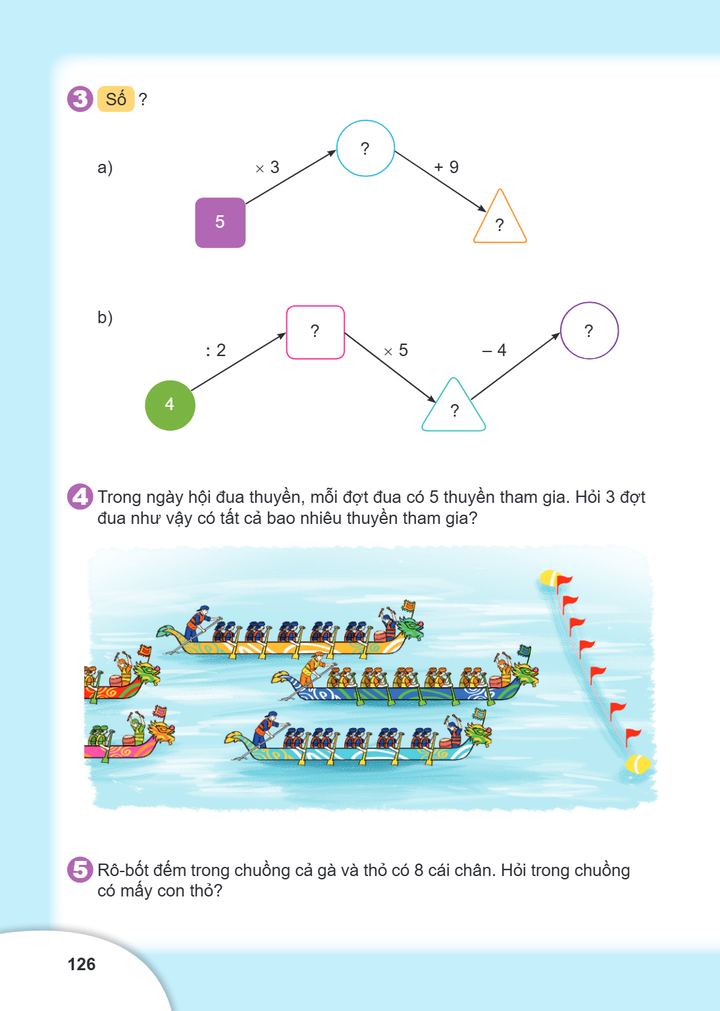 3 Số ?
a)
× 3
?
+ 9
5
?
b)
: 2
?
× 5
– 4
?
4
?
4 Trong ngày hội đua thuyền, mỗi đợt đua có 5 thuyền tham gia. Hỏi 3 đợt
đua như vậy có tất cả bao nhiêu thuyền tham gia?
5 Rô-bốt đếm trong chuồng cả gà và thỏ có 8 cái chân. Hỏi trong chuồng
có mấy con thỏ?
126